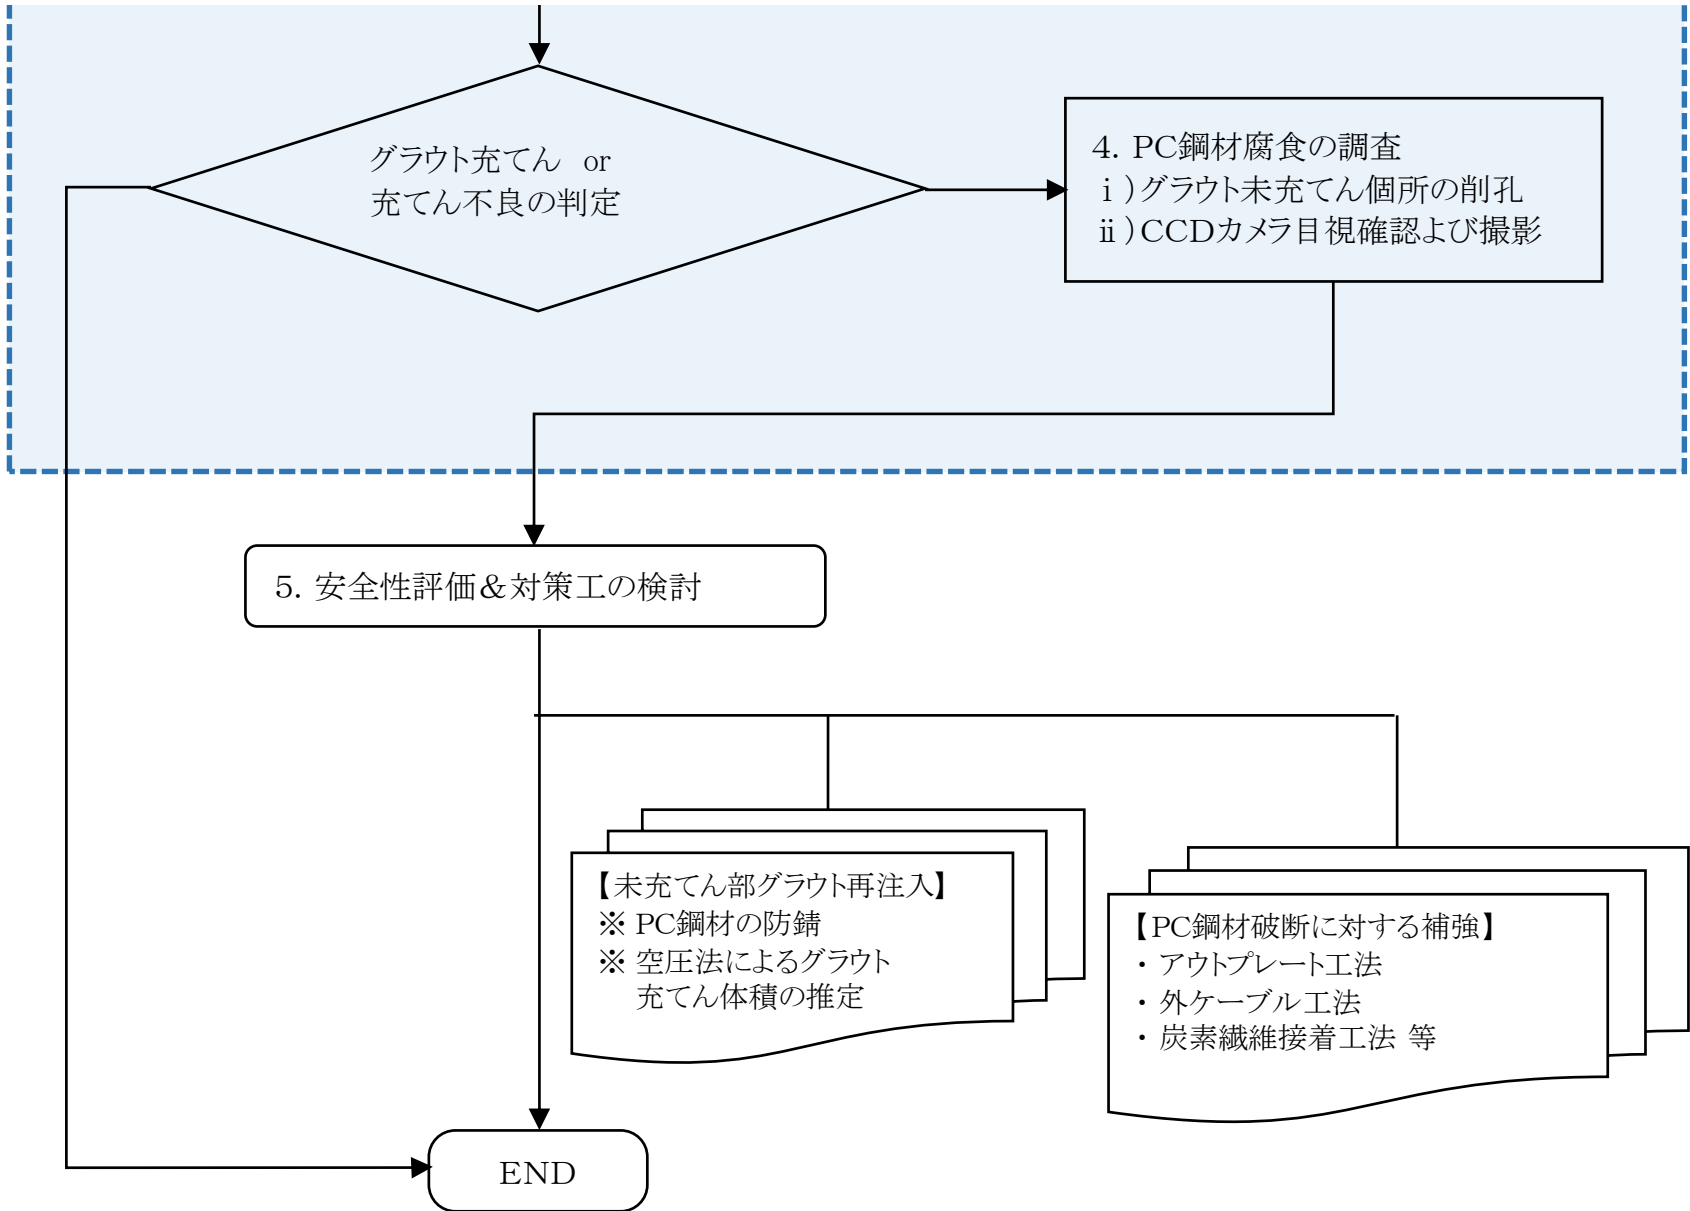 グラウト充てん or
充てん不良の判定
4. PC鋼材腐食の調査
ⅰ)グラウト未充てん個所の削孔
ⅱ)CCDカメラ目視確認よび撮影
5. 安全性評価＆対策工の検討
【未充てん部グラウト再注入】
※ PC鋼材の防錆
※ 空圧法によるグラウト
充てん体積の推定
【PC鋼材破断に対する補強】
・ アウトプレート工法
・ 外ケーブル工法
・ 炭素繊維接着工法 等
END